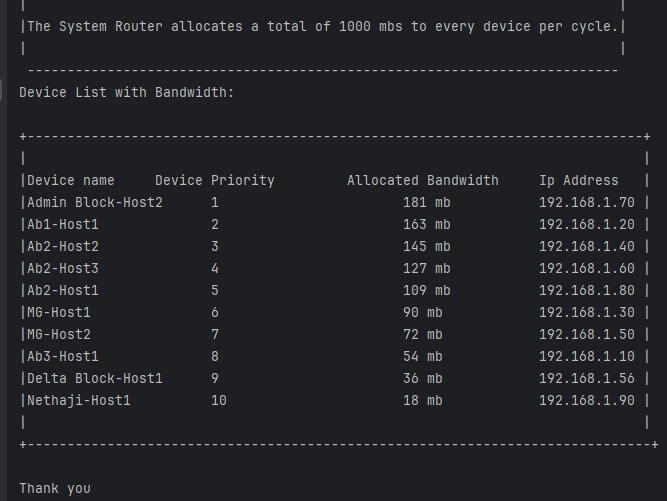 |The System Router allocates a total of 1000 mbs to every device per cycle.|
|                                                                          |
 --------------------------------------------------------------------------
Device List with Bandwidth:
+-----------------------------------------------------------------------------+
|                                                                             |
|Device name     Device Priority         Allocated Bandwidth     Ip Address   |
|Admin Block-Host2      1                       181 mb           192.168.1.70 |
|Ab1-Host1              2                       163 mb           192.168.1.20 |
|Ab2-Host2              3                       145 mb           192.168.1.40 |
|Ab2-Host3              4                       127 mb           192.168.1.60 |
|Ab2-Host1              5                       109 mb           192.168.1.80 |
|MG-Host1               6                       90 mb            192.168.1.30 |
|MG-Host2               7                       72 mb            192.168.1.50 |
|Ab3-Host1              8                       54 mb            192.168.1.10 |
|Delta Block-Host1      9                       36 mb            192.168.1.56 |
|Nethaji-Host1          10                      18 mb            192.168.1.90 |
|                                                                             |
+------------------------------------------------------------------------------+
Thank you